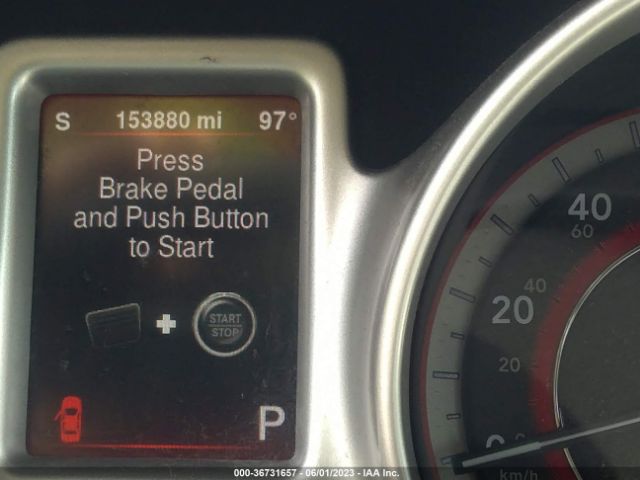 S 153880 mi 97°
Press
Brake Pedal
and Push Button
to Start
START
STOP
P
40
60
40
20
20
km/h
000-36731657 - 06/01/2023 - IAA Inc.